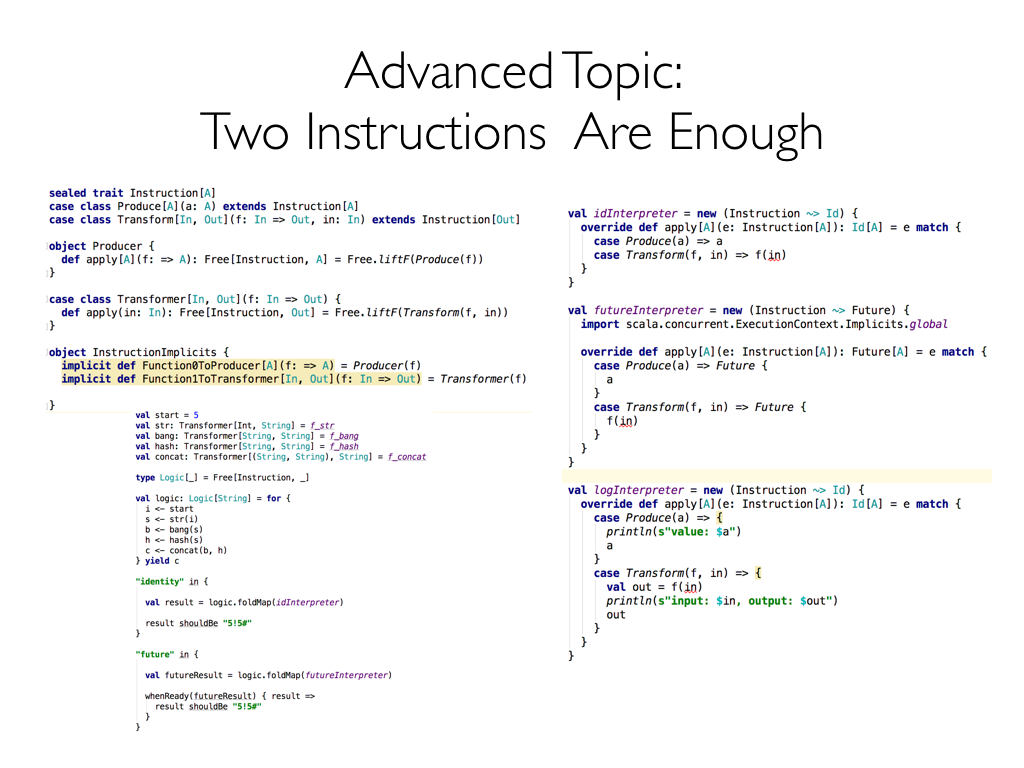 Advanced Topic:
Two Instructions Are Enough
sealed trait Instruction[A]
case class Produce[A](a: A) extends Instruction[A]
case class Transform[In, Out](f: In => Out, in: In) extends Instruction[Out]
object Producer {
def apply[A](f: => A): Free[Instruction, A] = Free.liftF(Produce(f))
}
case class Transformer[In, Out](f: In => Out) {
def apply(in: In): Free[Instruction, Out] = Free.liftF(Transform(f, in))
}
object InstructionImplicits {
implicit def Function0ToProducer[A](f: => A) = Producer(f)
implicit def Function1ToTransformer[In, Out](f: In => Out) = Transformer(f)
}
val start = 5
val str: Transformer[Int, String] = f_str
val bang: Transformer[String, String] = f_bang
val hash: Transformer[String, String] = f_hash
val concat: Transformer[(String, String), String] = f_concat
type Logic[_] = Free[Instruction, _]
val logic: Logic[String] = for {
i <- start
s <- str(i)
b <- bang(s)
h <- hash(s)
c <- concat(b, h)
} yield c
"identity" in {
val result = logic.foldMap(idInterpreter)
result shouldBe "5!5#"
}
"future" in {
val futureResult = logic.foldMap(futureInterpreter)
whenReady(futureResult) { result =>
result shouldBe "5!5#"
}
}
val idInterpreter = new (Instruction ~> Id) {
override def apply[A](e: Instruction[A]): Id[A] = e match {
case Produce(a) => a
case Transform(f, in) => f(in)
}
}
val futureInterpreter = new (Instruction ~> Future) {
import scala.concurrent.ExecutionContext.Implicits.global
override def apply[A](e: Instruction[A]): Future[A] = e match {
case Produce(a) => Future {
a
}
case Transform(f, in) => Future {
f(in)
}
}
}
val logInterpreter = new (Instruction ~> Id) {
override def apply[A](e: Instruction[A]): Id[A] = e match {
case Produce(a) => {
println(s"value: $a")
a
}
case Transform(f, in) => {
val out = f(in)
println(s"input: $in, output: $out")
out
}
}
}